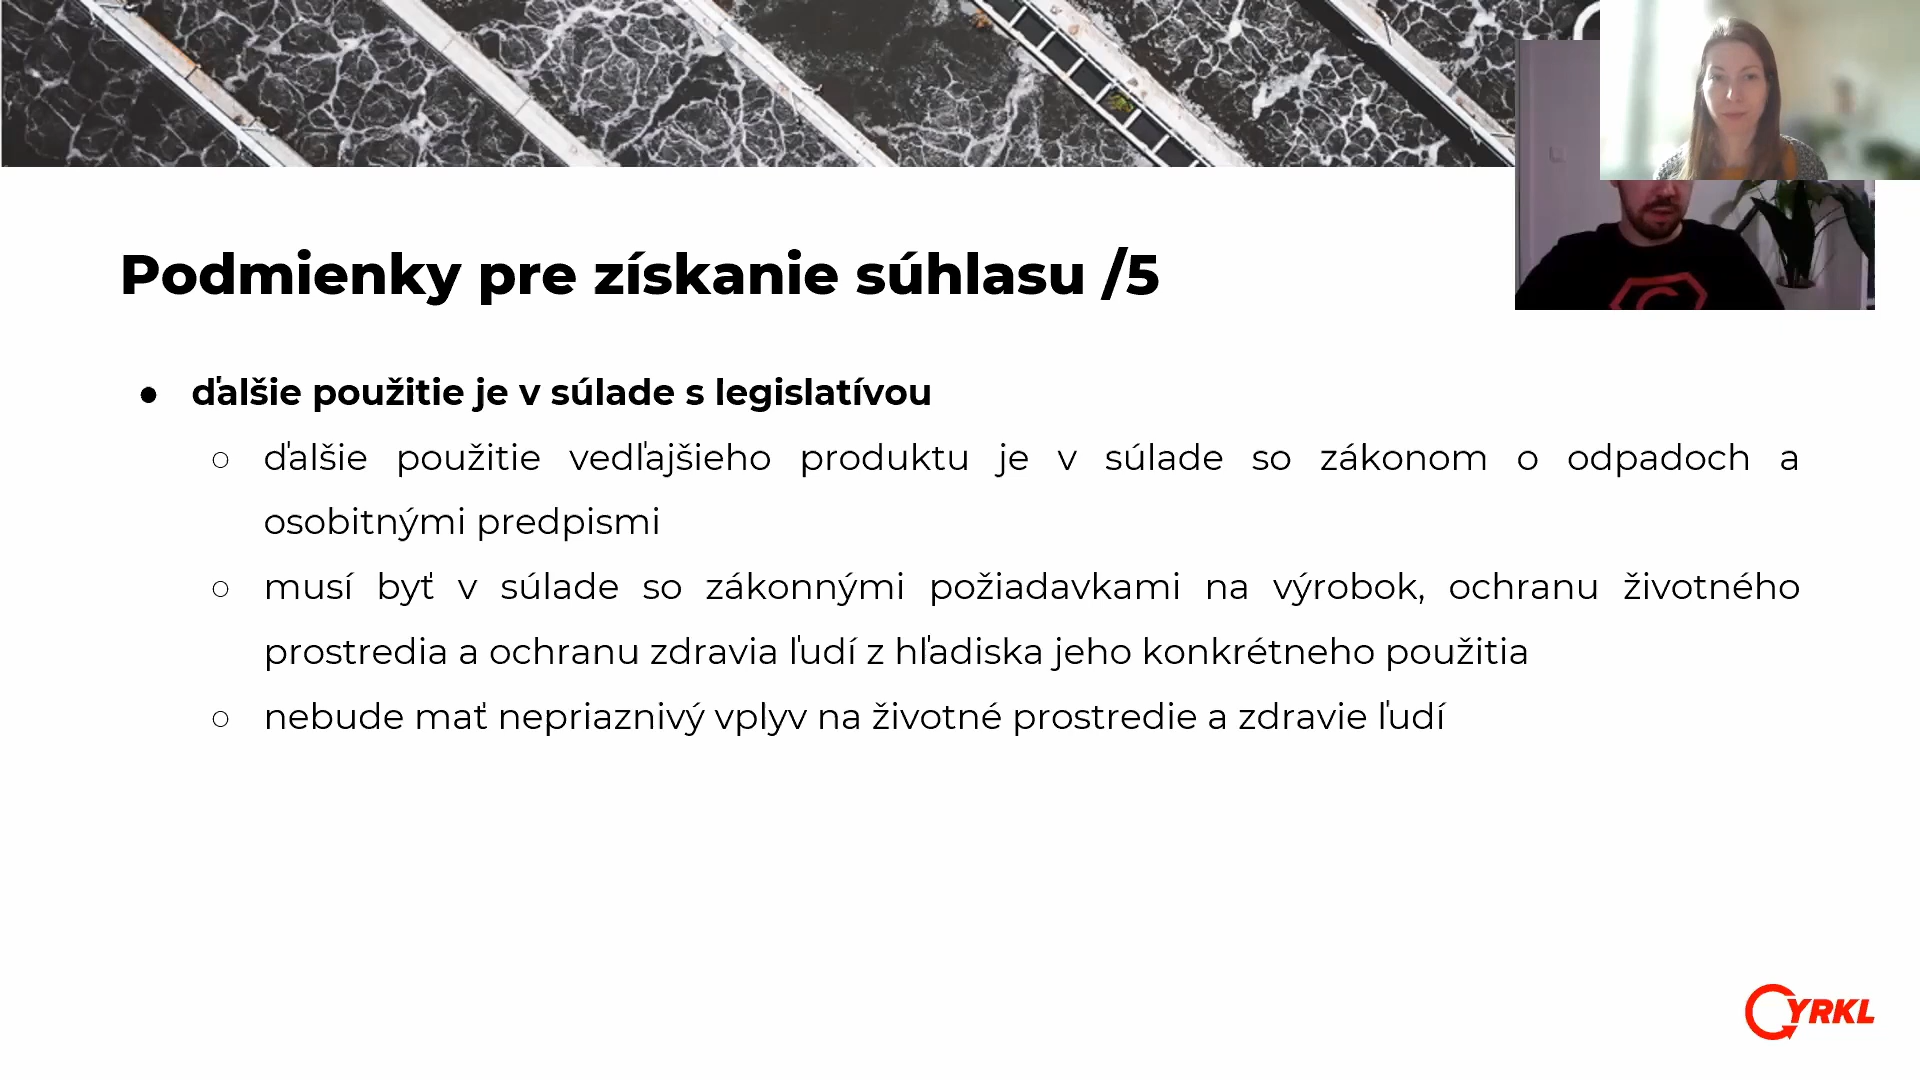 Podmienky pre získanie súhlasu /5
● ďalšie použitie je v súlade s legislatívou
○ ďalšie použitie vedľajšieho produktu je v súlade so zákonom o odpadoch a
osobitnými predpismi
○ musí byť v súlade so zákonnými požiadavkami na výrobok, ochranu životného
prostredia a ochranu zdravia ľudí z hľadiska jeho konkrétneho použitia
○ nebude mať nepriaznivý vplyv na životné prostredie a zdravie ľudí
CYRKL